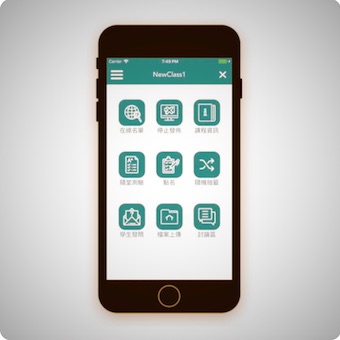 Carrier 7:48 PM
NewClass1
在線名單 停止發佈 課程資訊
隨堂測驗 點名 隨機抽籤
學生發問 檔案上傳 討論區